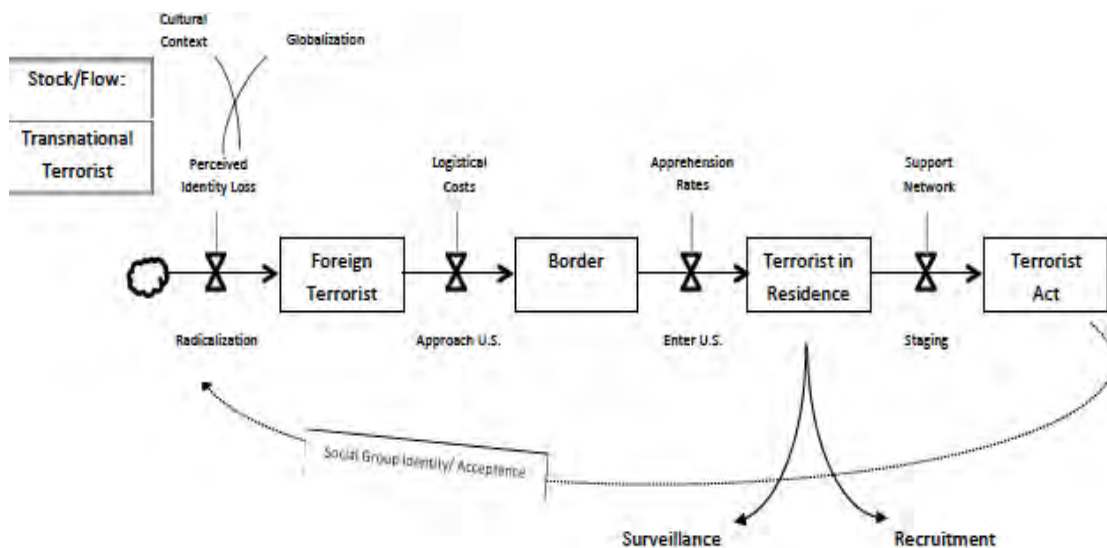 Cultural
Context
Globalization
Stock/Flow:
Transnational
Terrorist
Perceived
Identity Loss
Logistical
Costs
Apprehension
Rates
Support
Network
Foreign
Terrorist
Border
Terrorist in
Residence
Terrorist
Act
Radicalization
Approach U.S.
Enter U.S.
Staging
Social Group Identity/ Acceptance
Surveillance
Recruitment